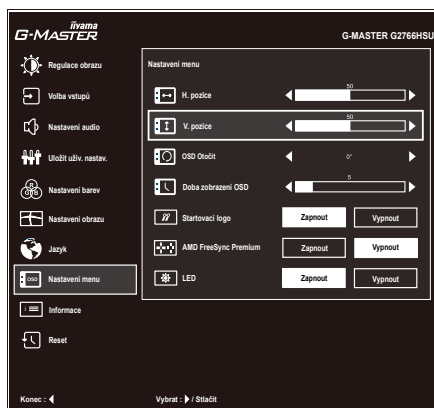 iiyama
G-MASTER
G-MASTER G2766HSU
Regulace obrazu
Volba vstupů
Nastavení audio
Uložit uživ. nastav.
R
G B
Nastavení barev
Nastavení obrazu
Jazyk
OSD
Nastavení menu
i
Informace
Reset
Nastavení menu
H. pozice
50
V. pozice
50
OSD Otočit
0°
Doba zobrazení OSD
5
Startovací logo
Zapnout
Vypnout
AMD FreeSync Premium
Zapnout
Vypnout
LED
Zapnout
Vypnout
Konec :
Vybrat : / Stlačit